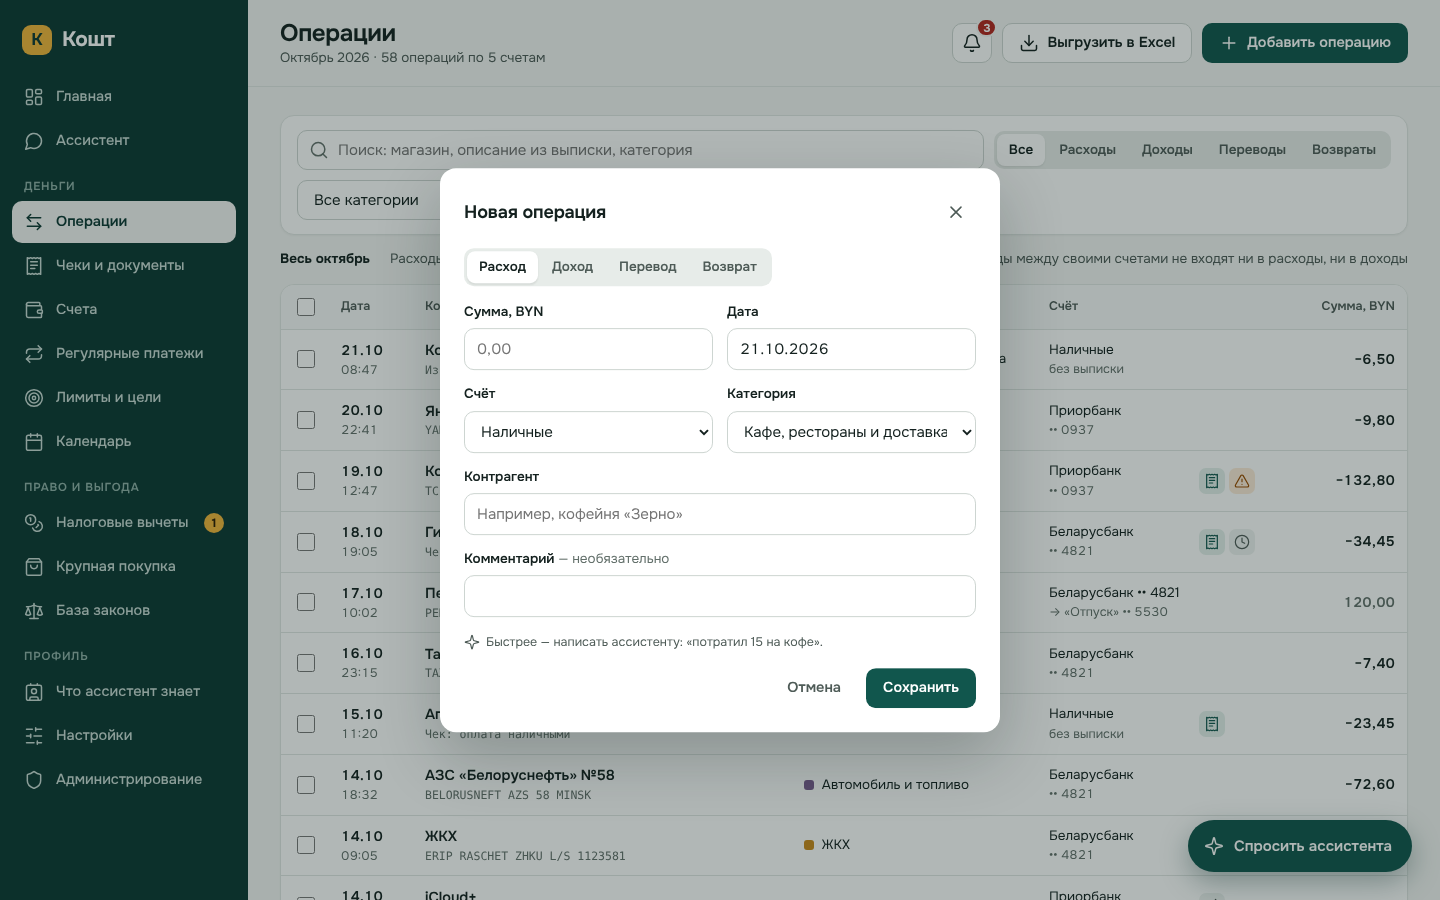 К Кошт
Главная
Ассистент
ДЕНЬГИ
Операции
Чеки и документы
Счета
Регулярные платежи
Лимиты и цели
Календарь
ПРАВО И ВЫГОДА
Налоговые вычеты 1
Крупная покупка
База законов
ПРОФИЛЬ
Что ассистент знает
Настройки
Администрирование
Операции
Октябрь 2026 · 58 операций по 5 счетам
3
Выгрузить в Excel
Добавить операцию
Поиск: магазин, описание из выписки, категория
Все Расходы Доходы Переводы Возвраты
Все категории
Весь октябрь
между своими счетами не входят ни в расходы, ни в доходы
Дата Счёт Сумма, BYN
21.10 Наличные −6,50
08:47 без выписки
20.10 Приорбанк −9,80
22:41 •• 0937
19.10 Приорбанк −132,80
12:47 •• 0937
18.10 Беларусбанк −34,45
19:05 •• 4821
17.10 Беларусбанк •• 4821 120,00
10:02 → «Отпуск» •• 5530
16.10 Беларусбанк −7,40
23:15 •• 4821
15.10 Наличные −23,45
11:20 Чек: оплата наличными без выписки
14.10 АЗС «Белоруснефть» №58 Автомобиль и топливо Беларусбанк −72,60
18:32 BELORUSNEFT AZS 58 MINSK •• 4821
14.10 ЖКХ ЖКХ Беларусбанк
09:05 ERIP RASCHET ZHKU L/S 1123581 •• 4821
14.10 iCloud+ Приорбанк
Новая операция
Расход Доход Перевод Возврат
Сумма, BYN Дата
0,00 21.10.2026
Счёт Категория
Наличные Кафе, рестораны и доставка
Контрагент
Например, кофейня «Зерно»
Комментарий — необязательно
Быстрее — написать ассистенту: «потратил 15 на кофе».
Отмена Сохранить
Спросить ассистента